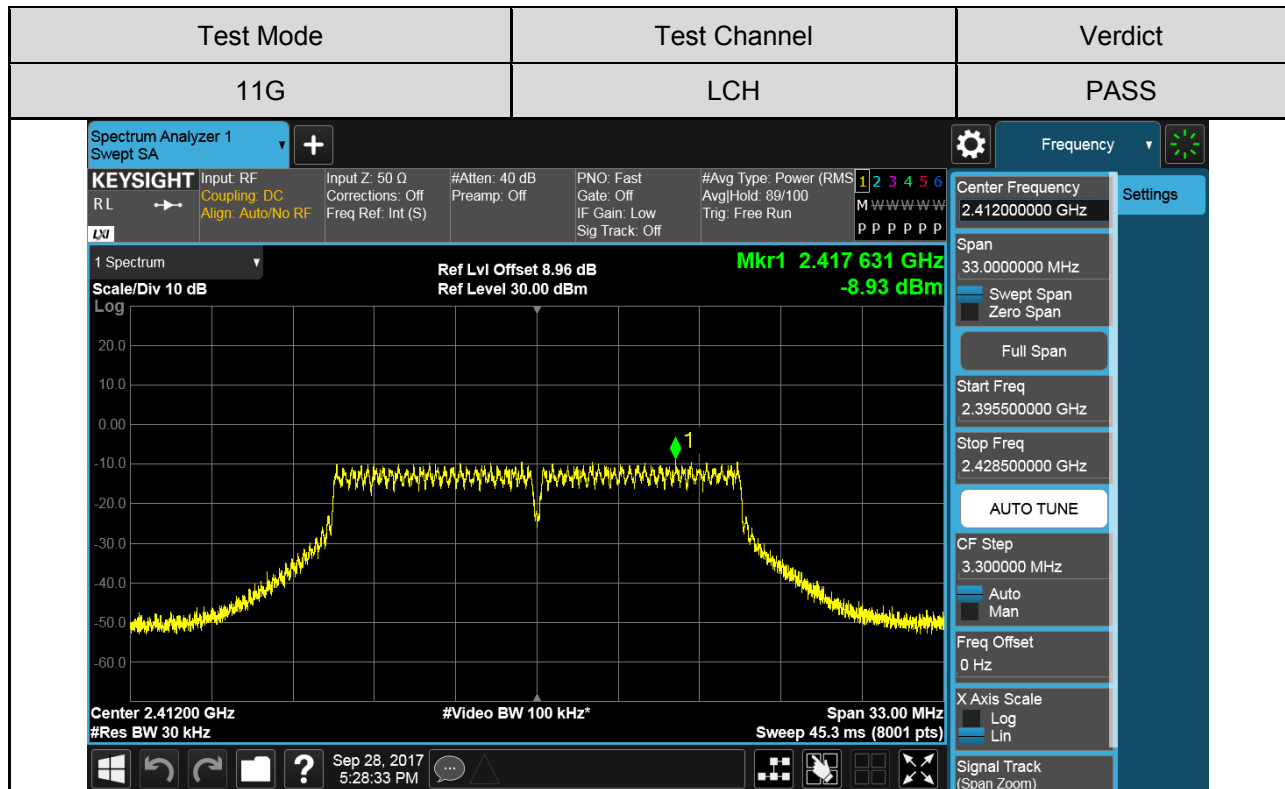 Test Mode Test Channel Verdict
11G LCH PASS
Spectrum Analyzer 1
Swept SA
+
Frequency
KEYSIGHT
RL
LXI
Input: RF
Coupling: DC
Align: Auto/No RF
Input Z: 50 Ω
Corrections: Off
Freq Ref: Int (S)
#Atten: 40 dB
Preamp: Off
PNO: Fast
Gate: Off
IF Gain: Low
Sig Track: Off
#Avg Type: Power (RMS
Avg|Hold: 89/100
Trig: Free Run
1 2 3 4 5 6
M W W W W W
P P P P P P
1 Spectrum
Scale/Div 10 dB
Log
Ref Lvl Offset 8.96 dB
Ref Level 30.00 dBm
Mkr1 2.417 631 GHz
-8.93 dBm
20.0
10.0
0.00
-10.0
-20.0
-30.0
-40.0
-50.0
-60.0
1
Center 2.41200 GHz
#Res BW 30 kHz
#Video BW 100 kHz*
Span 33.00 MHz
Sweep 45.3 ms (8001 pts)
?
Sep 28, 2017
5:28:33 PM
Center Frequency
2.412000000 GHz
Settings
Span
33.0000000 MHz
Swept Span
Zero Span
Full Span
Start Freq
2.395500000 GHz
Stop Freq
2.428500000 GHz
AUTO TUNE
CF Step
3.300000 MHz
Auto
Man
Freq Offset
0 Hz
X Axis Scale
Log
Lin
Signal Track
(Span Zoom)